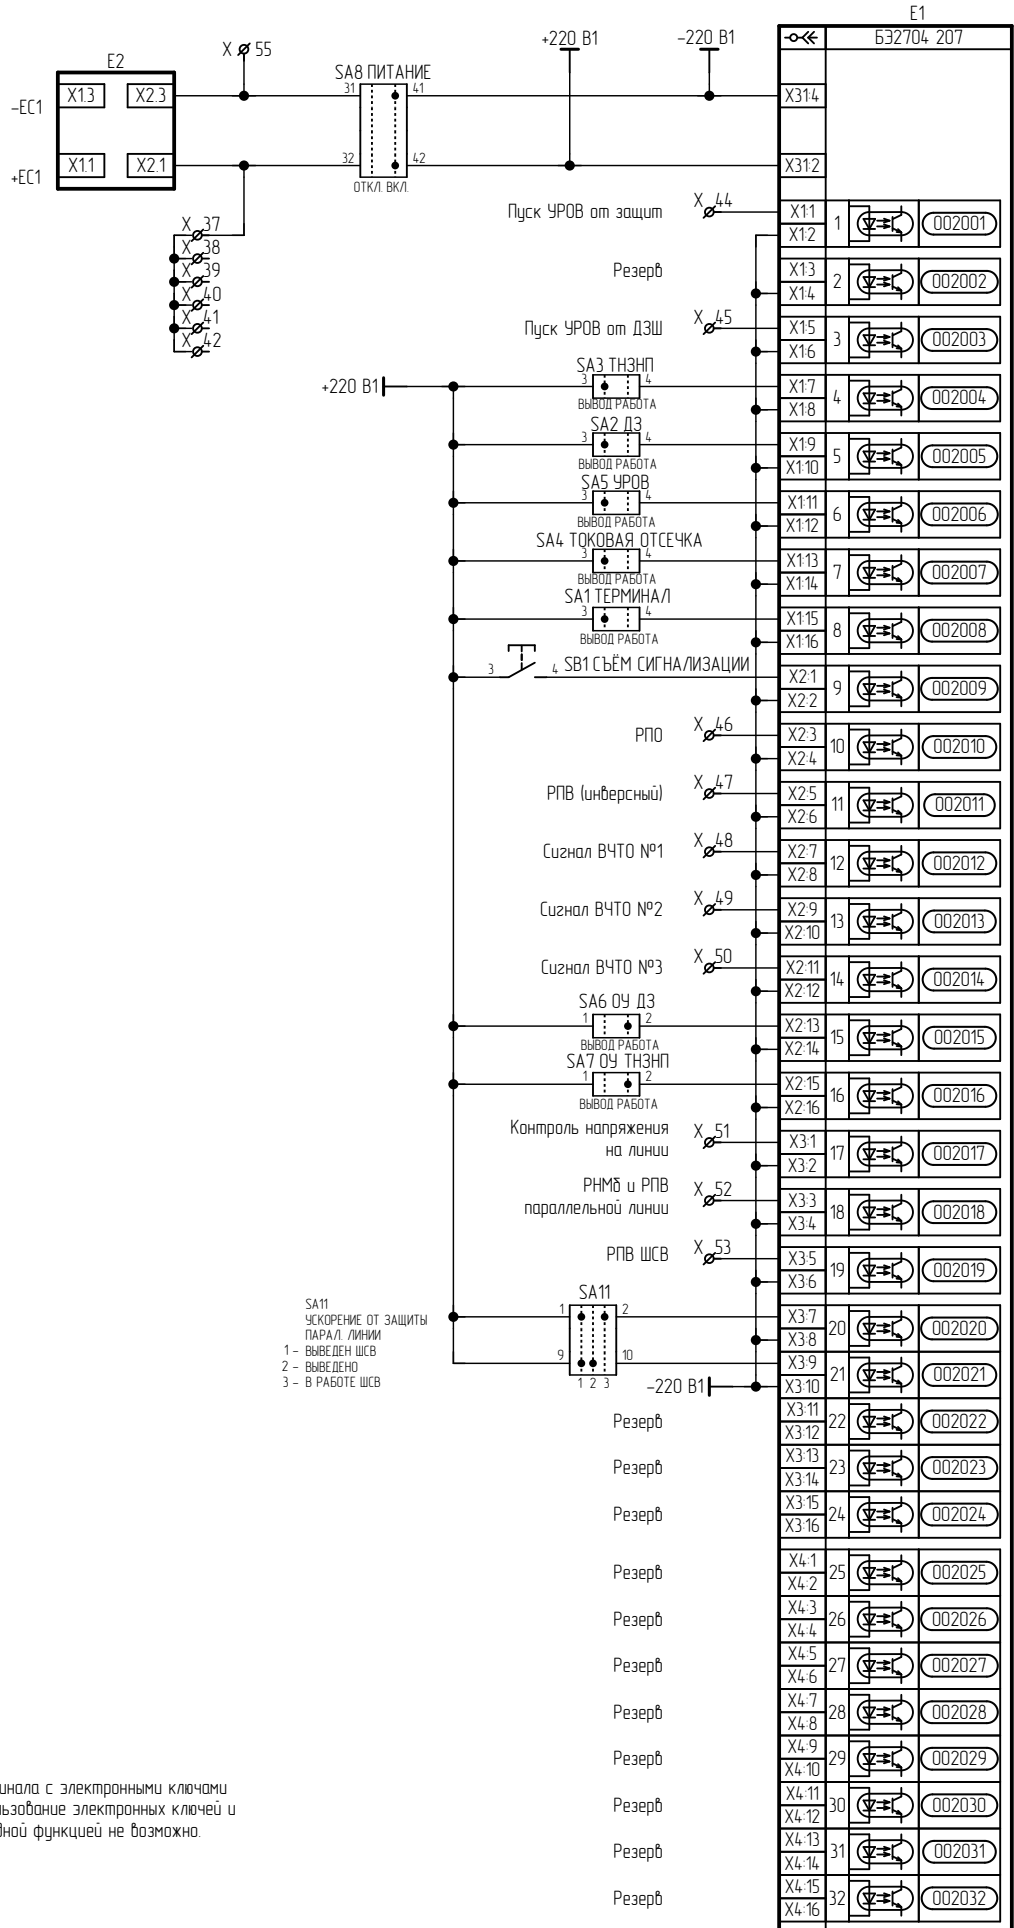 E1
БЭ2704 207
+220 В1
-220 В1
X 55
E2
SA8 ПИТАНИЕ
-ЕС1
X1.3
X2.3
31
41
X31:4
+ЕС1
X1.1
X2.1
32
42
X31:2
ОТКЛ. ВКЛ.
X 37
X 38
X 39
X 40
X 41
X 42
Пуск УРОВ от защит
X 44
X1:1
X1:2
1
002001
Резерв
X1:3
X1:4
2
002002
Пуск УРОВ от ДЗШ
X 45
X1:5
X1:6
3
002003
+220 В1
SA3 ТНЗНП
3
4
ВЫВОД РАБОТА
X1:7
X1:8
4
002004
SA2 ДЗ
3
4
ВЫВОД РАБОТА
X1:9
X1:10
5
002005
SA5 УРОВ
3
4
ВЫВОД РАБОТА
X1:11
X1:12
6
002006
SA4 ТОКОВАЯ ОТСЕЧКА
3
4
ВЫВОД РАБОТА
X1:13
X1:14
7
002007
SA1 ТЕРМИНАЛ
3
4
ВЫВОД РАБОТА
X1:15
X1:16
8
002008
3
4
SB1 СЪЁМ СИГНАЛИЗАЦИИ
X2:1
X2:2
9
002009
РПО
X 46
X2:3
X2:4
10
002010
РПВ (инверсный)
X 47
X2:5
X2:6
11
002011
Сигнал ВЧТО №1
X 48
X2:7
X2:8
12
002012
Сигнал ВЧТО №2
X 49
X2:9
X2:10
13
002013
Сигнал ВЧТО №3
X 50
X2:11
X2:12
14
002014
SA6 ОУ ДЗ
1
2
ВЫВОД РАБОТА
X2:13
X2:14
15
002015
SA7 ОУ ТНЗНП
1
2
ВЫВОД РАБОТА
X2:15
X2:16
16
002016
Контроль напряжения
на линии
X 51
X3:1
X3:2
17
002017
РНМб и РПВ
параллельной линии
X 52
X3:3
X3:4
18
002018
РПВ ШСВ
X 53
X3:5
X3:6
19
002019
SA11
УСКОРЕНИЕ ОТ ЗАЩИТЫ
ПАРАЛ. ЛИНИИ
1 - ВЫВЕДЕН ШСВ
2 - ВЫВЕДЕНО
3 - В РАБОТЕ ШСВ
SA11
1
2
9
10
1 2 3
X3:7
X3:8
20
002020
-220 В1
X3:9
X3:10
21
002021
Резерв
X3:11
X3:12
22
002022
Резерв
X3:13
X3:14
23
002023
Резерв
X3:15
X3:16
24
002024
Резерв
X4:1
X4:2
25
002025
Резерв
X4:3
X4:4
26
002026
Резерв
X4:5
X4:6
27
002027
Резерв
X4:7
X4:8
28
002028
Резерв
X4:9
X4:10
29
002029
Резерв
X4:11
X4:12
30
002030
Резерв
X4:13
X4:14
31
002031
Резерв
X4:15
X4:16
32
002032
инала с электронными ключами
ьзование электронных ключей и
дной функцией не возможно.